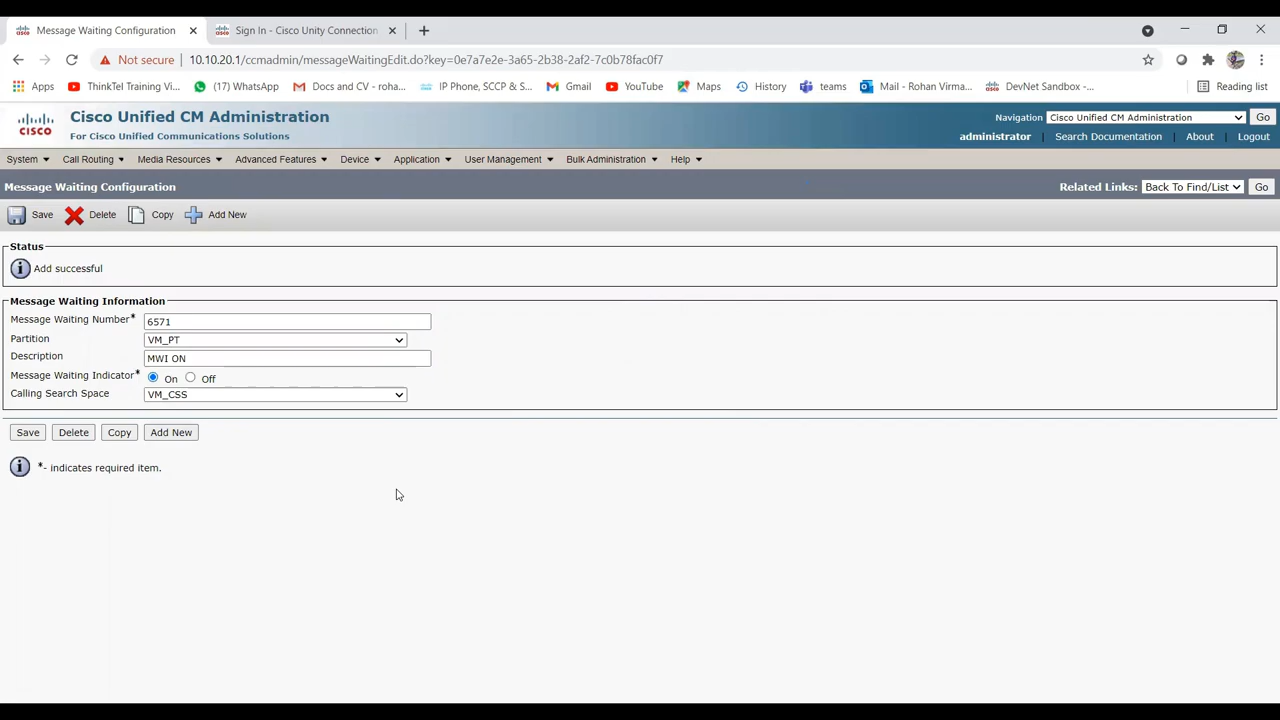 Message Waiting Configuration
Sign In - Cisco Unity Connection
Not secure 10.10.20.1/ccmadmin/messageWaitingEdit.do?key=0e7a7e2e-3a65-2b38-2af2-7c0b78fac0f7
Apps ThinkTel Training Vi... (17) WhatsApp Docs and CV - roha... IP Phone, SCCP & S... Gmail YouTube Maps History teams Mail - Rohan Virma... DevNet Sandbox -... Reading list
CISCO Cisco Unified CM Administration Navigation Cisco Unified CM Administration Go
For Cisco Unified Communications Solutions administrator Search Documentation About Logout
System Call Routing Media Resources Advanced Features Device Application User Management Bulk Administration Help
Message Waiting Configuration Related Links: Back To Find/List Go
Save Delete Copy Add New
Status
Add successful
Message Waiting Information
Message Waiting Number* 6571
Partition VM_PT
Description MWI ON
Message Waiting Indicator* On Off
Calling Search Space VM_CSS
Save Delete Copy Add New
*- indicates required item.